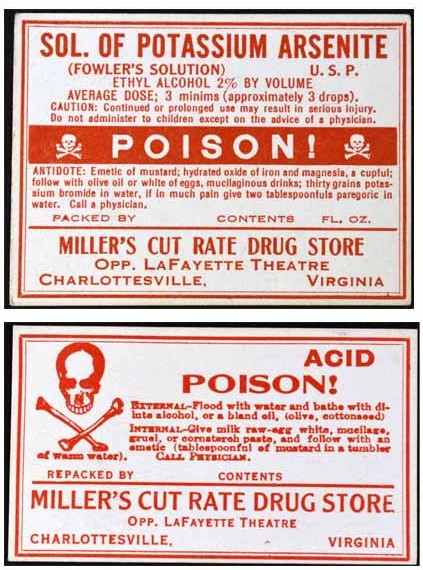 SOL. OF POTASSIUM ARSENITE
(FOWLER'S SOLUTION) U. S. P.
ETHYL ALCOHOL 2% BY VOLUME
AVERAGE DOSE; 3 minims (approximately 3 drops).
CAUTION: Continued or prolonged use may result in serious injury.
Do not administer to children except on the advice of a physician.
POISON!
ANTIDOTE: Emetic of mustard; hydrated oxide of iron and magnesia, a cupful;
follow with olive oil or white of eggs, mucilaginous drinks; thirty grains potas-
sium bromide in water, if in much pain give two tablespoonfuls paregoric in
water. Call a physician.
PACKED BY CONTENTS FL. OZ.
MILLER'S CUT RATE DRUG STORE
OPP. LAFAYETTE THEATRE
CHARLOTTESVILLE, VIRGINIA
ACID
POISON!
EXTERNAL-Flood with water and bathe with di-
lute alcohol, or a bland oil, (olive, cottonseed)
INTERNAL-Give milk raw-egg white, mucilage,
gruel, or cornstarch paste, and follow with an
emetic (tablespoonful of mustard in a tumbler
of warm water). CALL PHYSICIAN.
REPACKED BY CONTENTS
MILLER'S CUT RATE DRUG STORE
OPP. LAFAYETTE THEATRE
CHARLOTTESVILLE, VIRGINIA